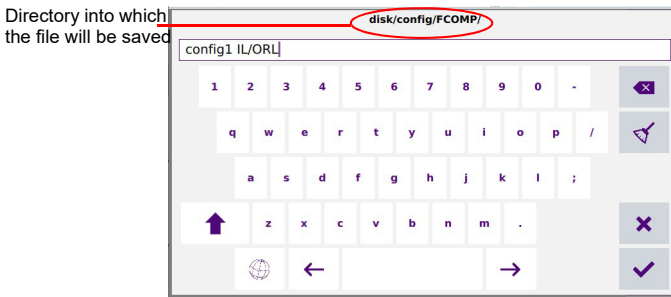 Directory into which
the file will be saved
disk/config/FCOMP/
config1 IL/ORL
1 2 3 4 5 6 7 8 9 0 -
q w e r t y u i o p /
a s d f g h j k l ;
z x c v b n m .